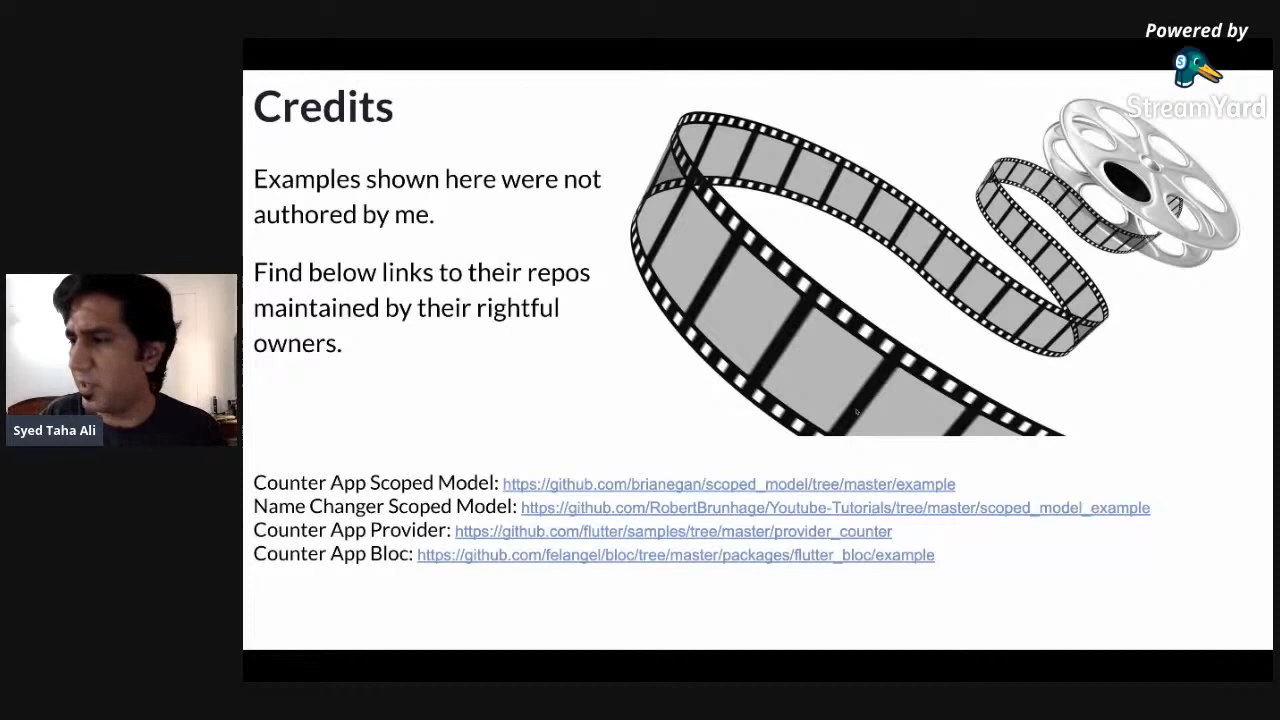 Powered by
StreamYard
Credits
Examples shown here were not
authored by me.
Find below links to their repos
maintained by their rightful
owners.
Syed Taha Ali
Counter App Scoped Model: https://github.com/brianegan/scoped_model/tree/master/example
Name Changer Scoped Model: https://github.com/RobertBrunhage/Youtube-Tutorials/tree/master/scoped_model_example
Counter App Provider: https://github.com/flutter/samples/tree/master/provider_counter
Counter App Bloc: https://github.com/felangel/bloc/tree/master/packages/flutter_bloc/example